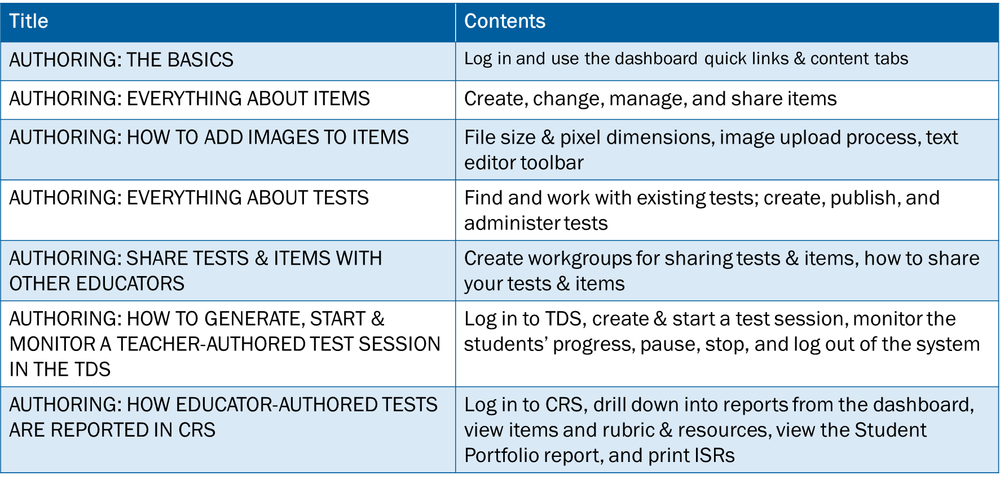 Title
Contents
AUTHORING: THE BASICS
Log in and use the dashboard quick links & content tabs
AUTHORING: EVERYTHING ABOUT ITEMS
Create, change, manage, and share items
AUTHORING: HOW TO ADD IMAGES TO ITEMS
File size & pixel dimensions, image upload process, text
editor toolbar
AUTHORING: EVERYTHING ABOUT TESTS
Find and work with existing tests; create, publish, and
administer tests
AUTHORING: SHARE TESTS & ITEMS WITH
OTHER EDUCATORS
Create workgroups for sharing tests & items, how to share
your tests & items
AUTHORING: HOW TO GENERATE, START &
MONITOR A TEACHER-AUTHORED TEST SESSION
IN THE TDS
Log in to TDS, create & start a test session, monitor the
students’ progress, pause, stop, and log out of the system
AUTHORING: HOW EDUCATOR-AUTHORED TESTS
ARE REPORTED IN CRS
Log in to CRS, drill down into reports from the dashboard,
view items and rubric & resources, view the Student
Portfolio report, and print ISRs